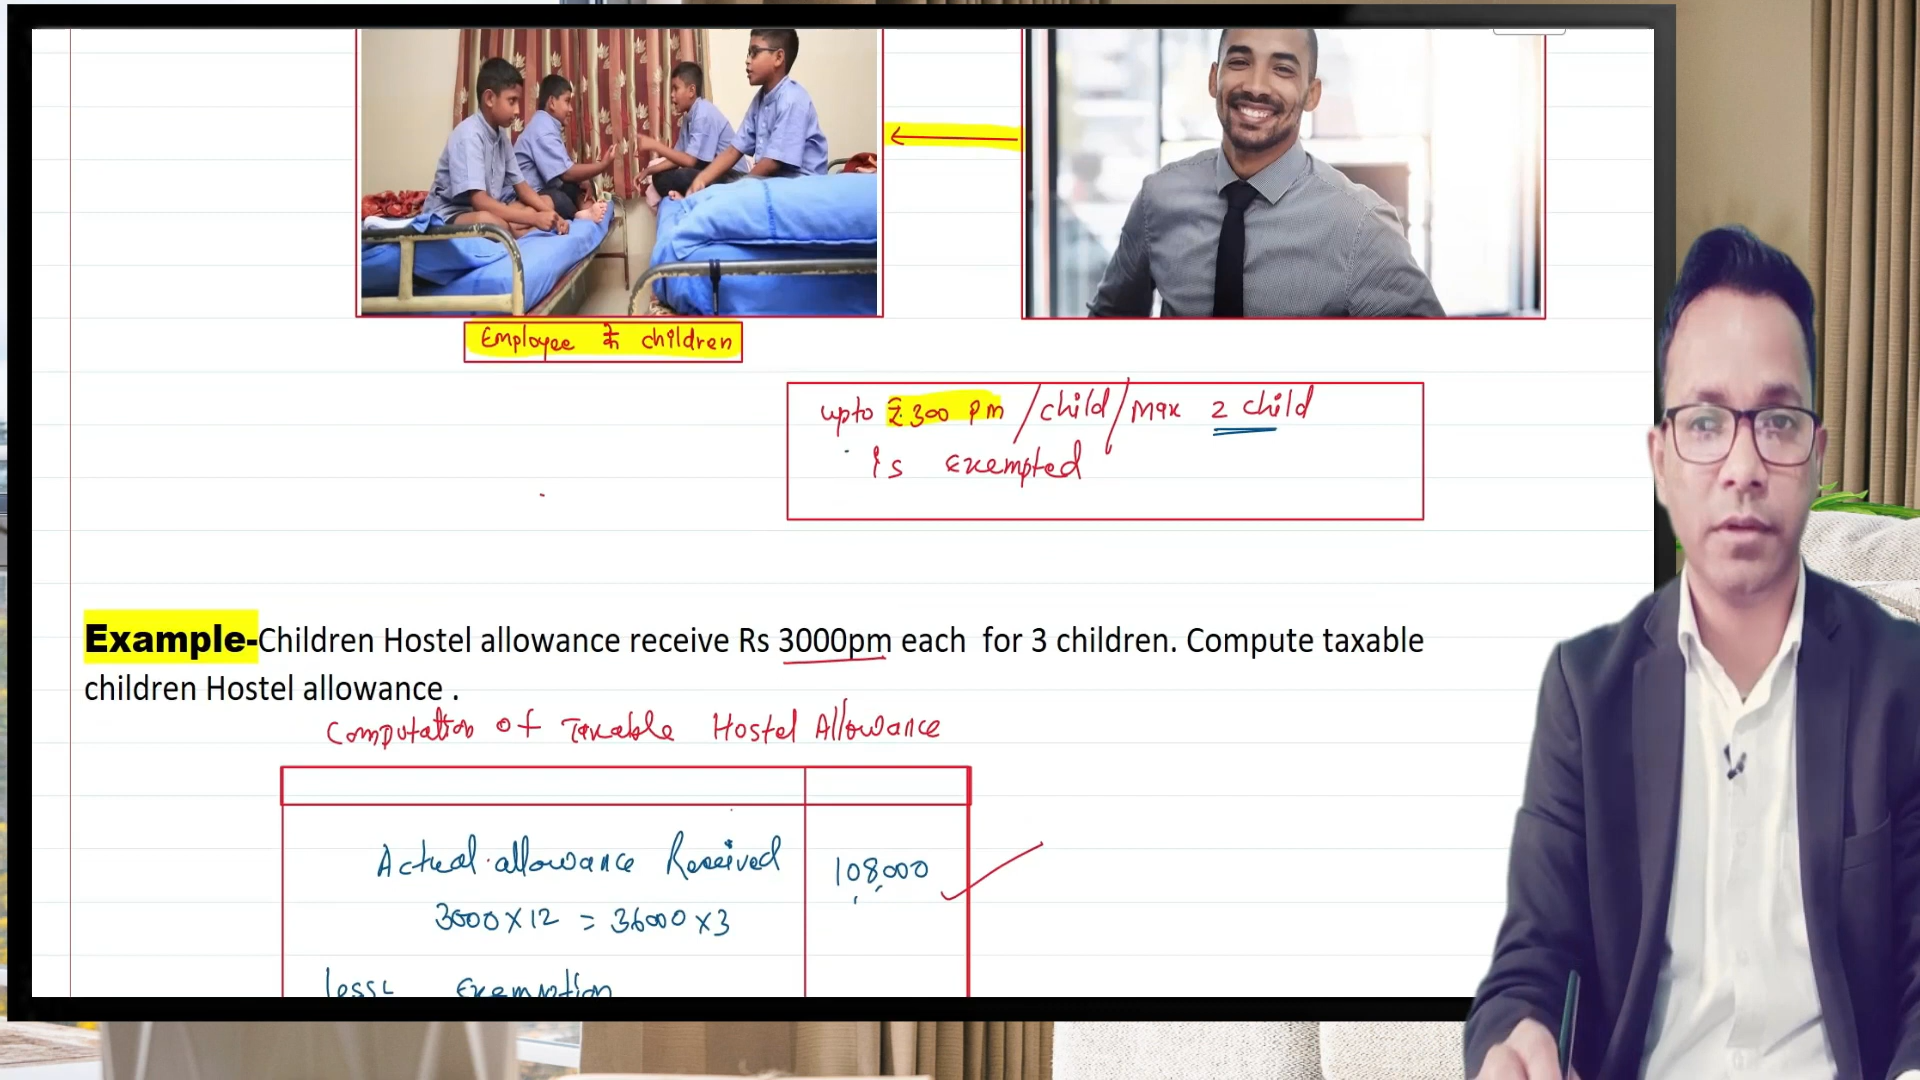 Employee के children
upto ₹300 pm / child / Max 2 child
is exempted
Example-Children Hostel allowance receive Rs 3000pm each for 3 children. Compute taxable
children Hostel allowance .
Computation of Taxable Hostel Allowance
Actual allowance Received 108000
3000 × 12 = 36000 × 3
less: exemption